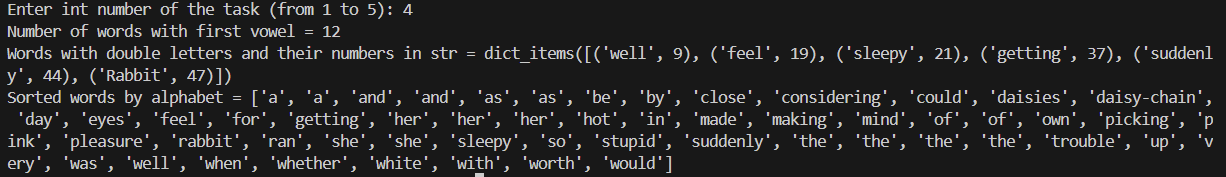 Enter int number of the task (from 1 to 5): 4
Number of words with first vowel = 12
Words with double letters and their numbers in str = dict_items([('well', 9), ('feel', 19), ('sleepy', 21), ('getting', 37), ('suddenl
y', 44), ('Rabbit', 47)])
Sorted words by alphabet = ['a', 'a', 'and', 'and', 'as', 'as', 'be', 'by', 'close', 'considering', 'could', 'daisies', 'daisy-chain',
 'day', 'eyes', 'feel', 'for', 'getting', 'her', 'her', 'her', 'hot', 'in', 'made', 'making', 'mind', 'of', 'of', 'own', 'picking', 'p
ink', 'pleasure', 'rabbit', 'ran', 'she', 'she', 'sleepy', 'so', 'stupid', 'suddenly', 'the', 'the', 'the', 'the', 'trouble', 'up', 'v
ery', 'was', 'well', 'when', 'whether', 'white', 'with', 'worth', 'would']